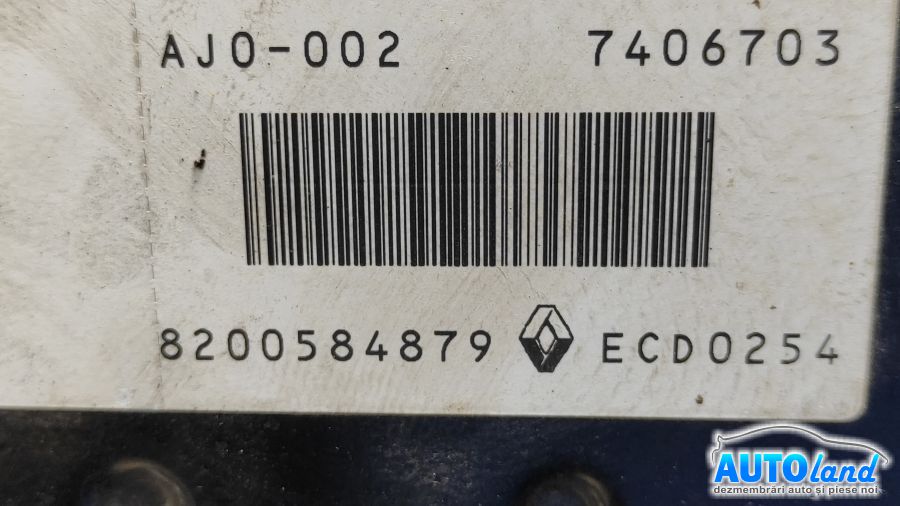 AJ0-002 7406703
8200584879 ECD0254
AUTOland
dezmembrări auto și piese noi